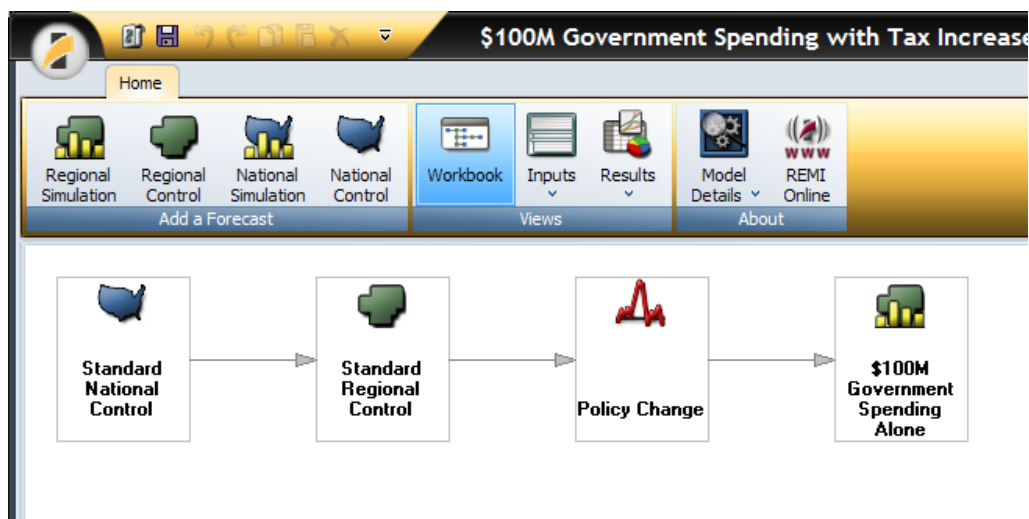 $100M Government Spending with Tax Increase
Home
Regional Simulation
Regional Control
National Simulation
National Control
Workbook
Inputs
Results
Model Details
WWW
REMI Online
Add a Forecast
Views
About
Standard
National
Control
Standard
Regional
Control
Policy Change
$100M
Government
Spending
Alone